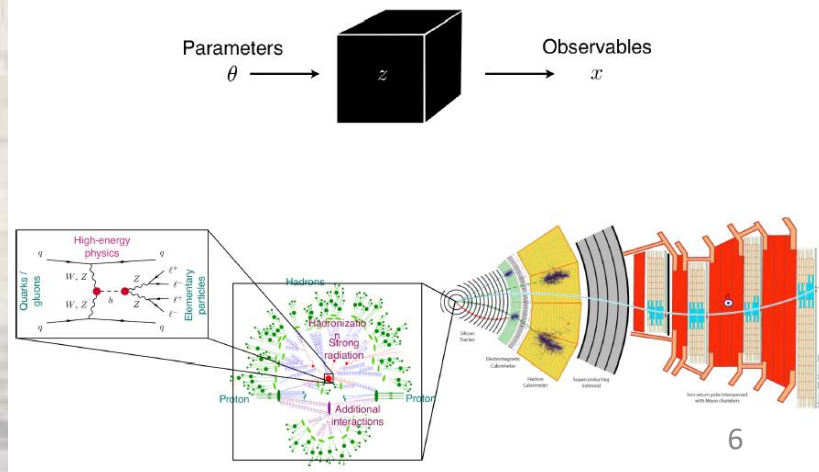 Parameters
θ
z
Observables
x
High-energy
physics
q
q
W, Z
h
Z
Z
ℓ+
ℓ−
ℓ+
ℓ−
W, Z
q
q
Quarks /
gluons
Elementary
particles
Hadrons
Hadronizatio
n
Strong
radiation
Proton
Proton
Additional
interactions
Silicon
Tracker
Electromagnetic
Calorimeter
Hadron
Calorimeter
Superconducting
Solenoid
Iron return yoke interspersed
with Muon chambers
6